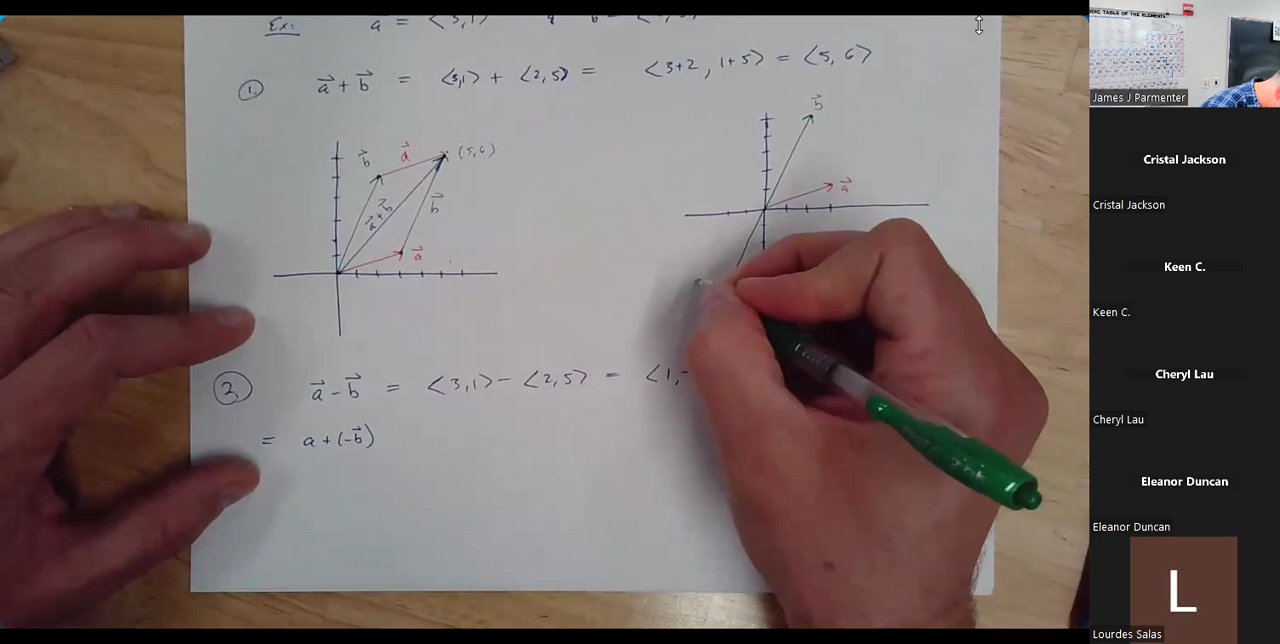 Ex:
1. a + b = ⟨3,1⟩ + ⟨2,5⟩ = ⟨3+2, 1+5⟩ = ⟨5, 6⟩
b
a
(5,6)
a+b
b
a
b
a
2. a - b = ⟨3,1⟩ - ⟨2,5⟩ = ⟨1,-
= a + (-b)
PERIODIC TABLE OF THE ELEMENTS
James J Parmenter
Cristal Jackson
Cristal Jackson
Keen C.
Keen C.
Cheryl Lau
Cheryl Lau
Eleanor Duncan
Eleanor Duncan
L
Lourdes Salas